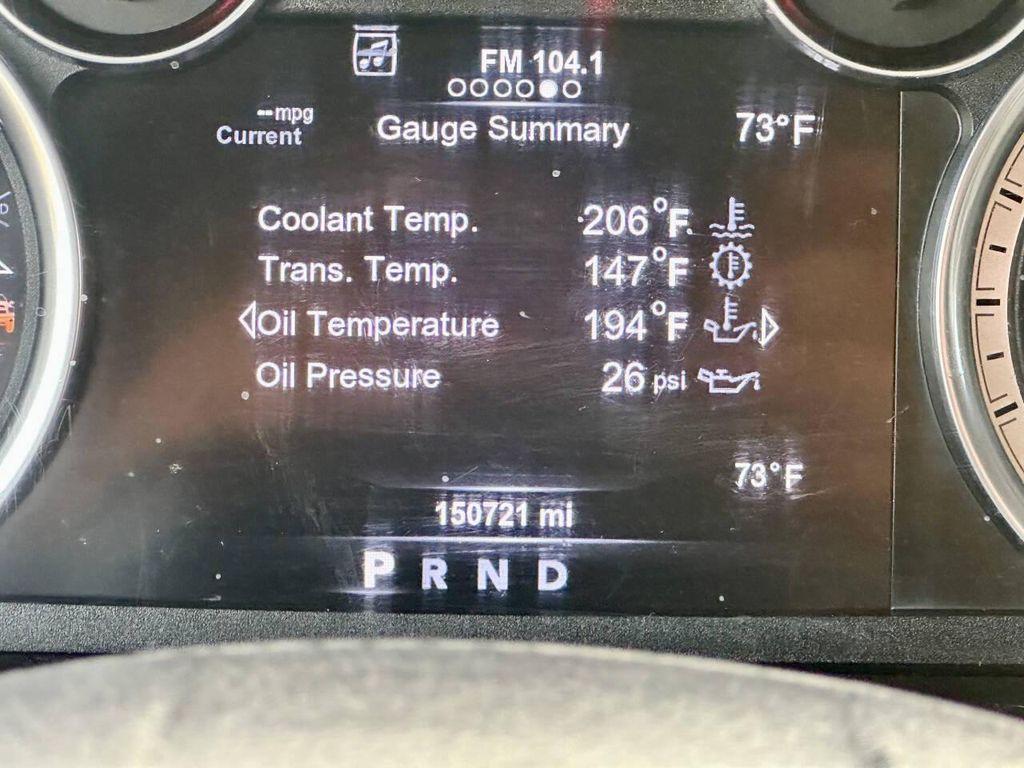 FM 104.1
--mpg
Current
Gauge Summary
73°F
Coolant Temp. 206°F
Trans. Temp. 147°F
Oil Temperature 194°F
Oil Pressure 26 psi
73°F
150721 mi
P R N D